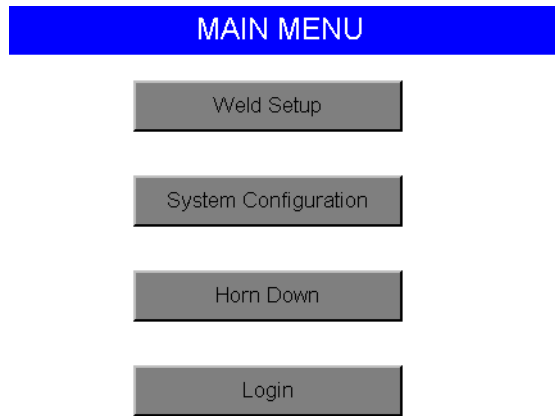 MAIN MENU
Weld Setup
System Configuration
Horn Down
Login